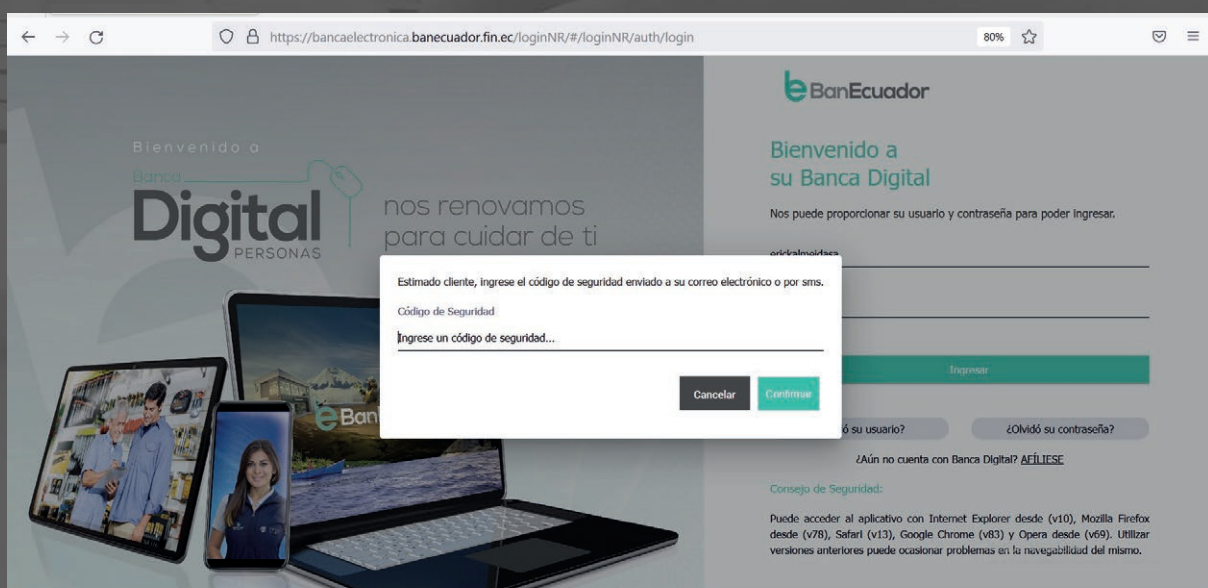 https://bancaelectronica.banecuador.fin.ec/loginNR/#/loginNR/auth/login
80%
Bienvenido a
Banca
Digital
PERSONAS
nos renovamos
para cuidar de ti
BanEcuador
Bienvenido a
su Banca Digital
Nos puede proporcionar su usuario y contraseña para poder ingresar.
erickalmeidasa
Estimado cliente, ingrese el código de seguridad enviado a su correo electrónico o por sms.
Código de Seguridad
Ingrese un código de seguridad...
Cancelar
Continuar
Ingresar
ó su usuario?
¿Olvidó su contraseña?
¿Aún no cuenta con Banca Digital? AFÍLIESE
Consejo de Seguridad:
Puede acceder al aplicativo con Internet Explorer desde (v10), Mozilla Firefox
desde (v78), Safari (v13), Google Chrome (v83) y Opera desde (v69). Utilizar
versiones anteriores puede ocasionar problemas en la navegabilidad del mismo.
Ban